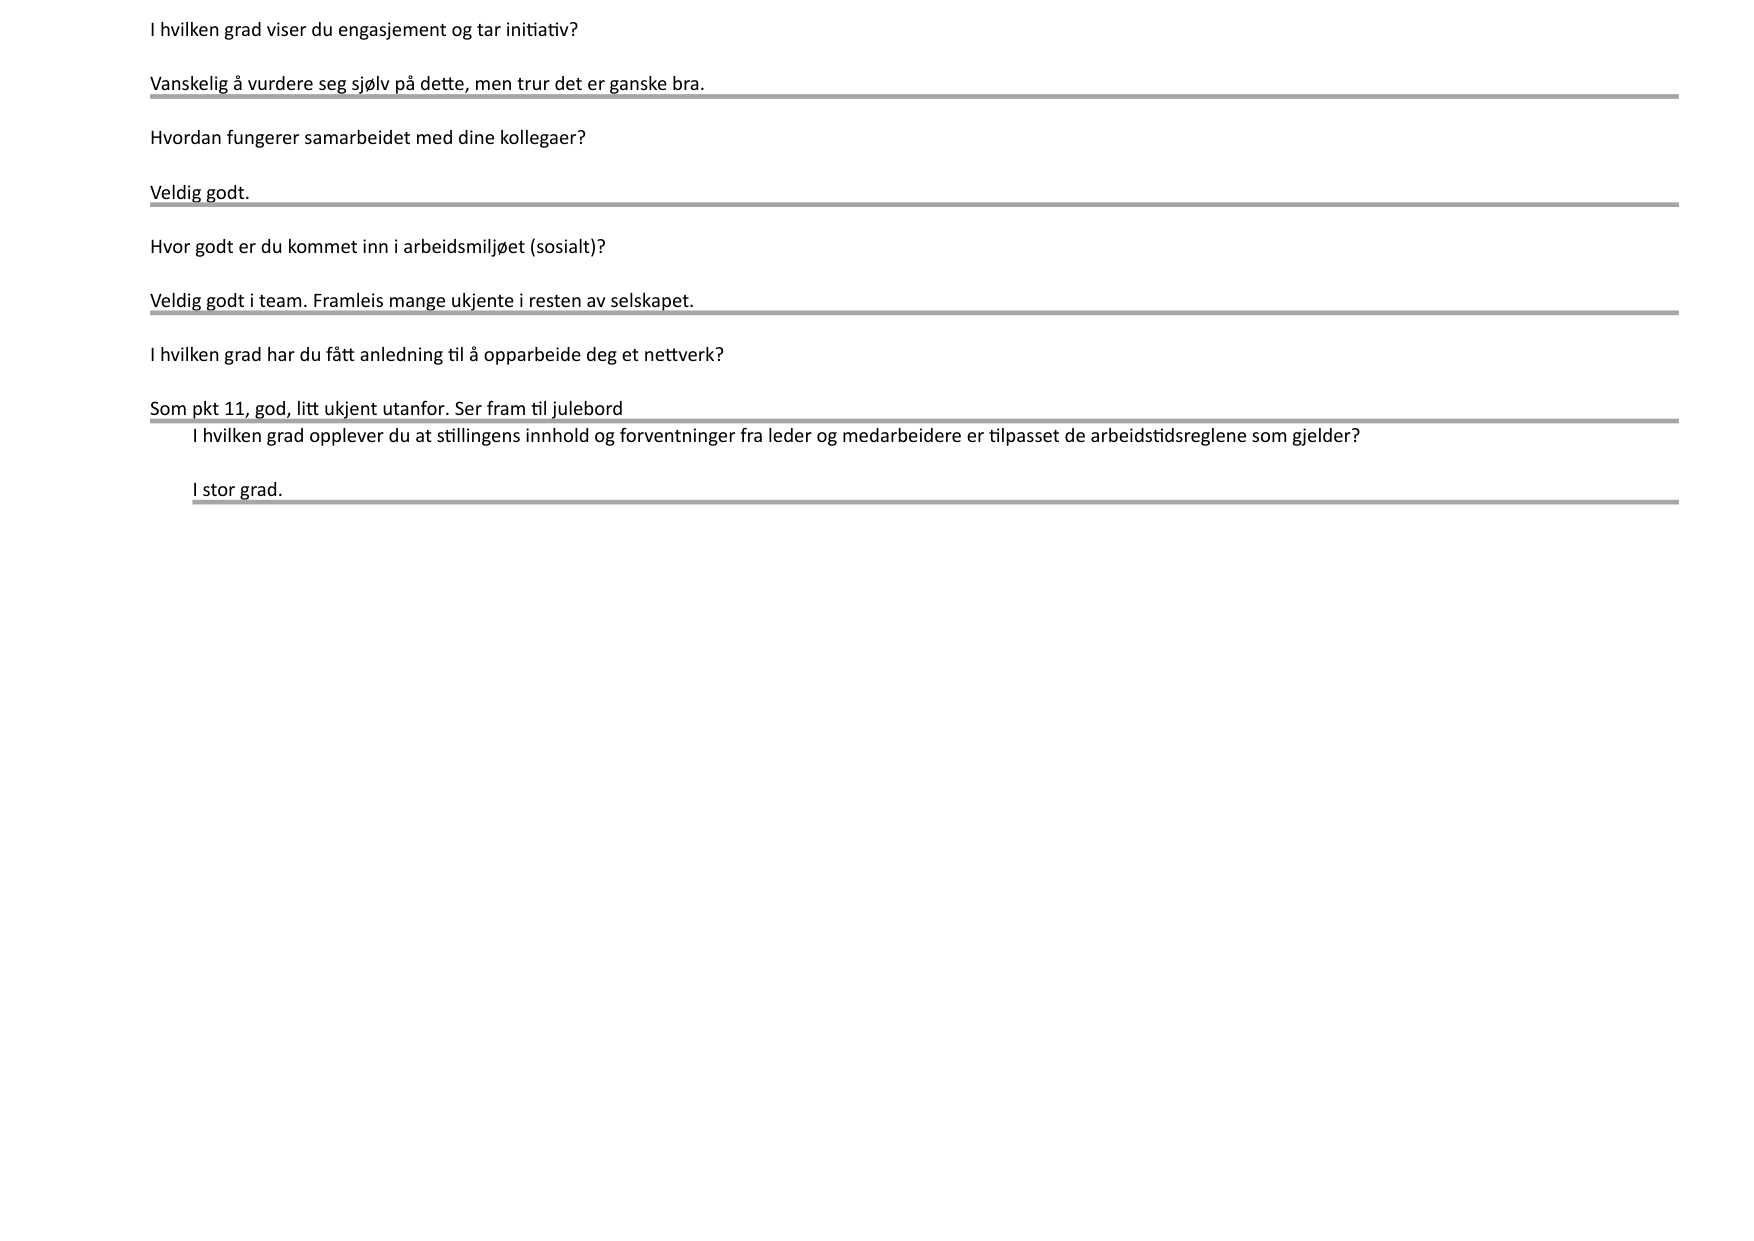 I hvilken grad viser du engasjement og tar initiativ?
Vanskelig å vurdere seg sjølv på dette, men trur det er ganske bra.
Hvordan fungerer samarbeidet med dine kollegaer?
Veldig godt.
Hvor godt er du kommet inn i arbeidsmiljøet (sosialt)?
Veldig godt i team. Framleis mange ukjente i resten av selskapet.
I hvilken grad har du fått anledning til å opparbeide deg et nettverk?
Som pkt 11, god, litt ukjent utanfor. Ser fram til julebord
I hvilken grad opplever du at stillingens innhold og forventninger fra leder og medarbeidere er tilpasset de arbeidstidsreglene som gjelder?
I stor grad.